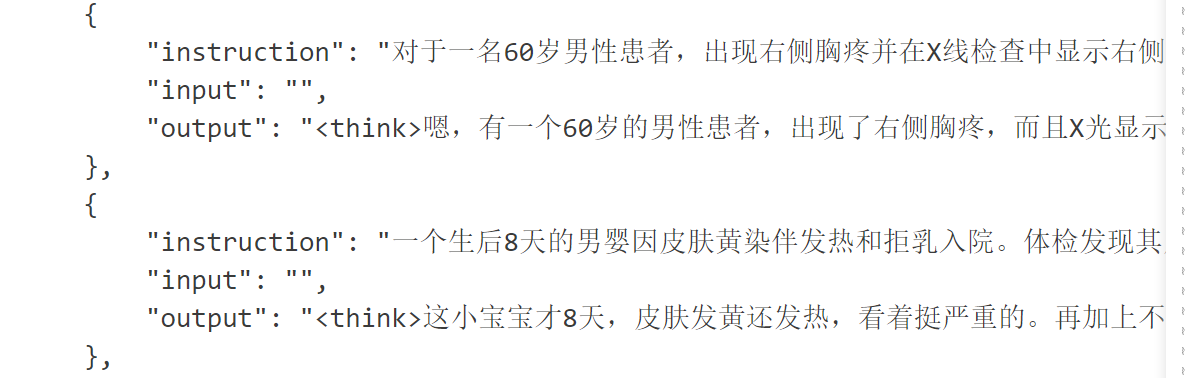 {
"instruction": "对于一名60岁男性患者，出现右侧胸疼并在X线检查中显示右侧
"input": "",
"output": "<think>嗯，有一个60岁的男性患者，出现了右侧胸疼，而且X光显示
},
{
"instruction": "一个生后8天的男婴因皮肤黄染伴发热和拒乳入院。体检发现其
"input": "",
"output": "<think>这小宝宝才8天，皮肤发黄还发热，看着挺严重的。再加上不
},